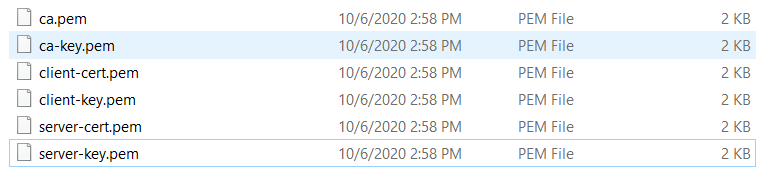 ca.pem 10/6/2020 2:58 PM PEM File 2 KB
ca-key.pem 10/6/2020 2:58 PM PEM File 2 KB
client-cert.pem 10/6/2020 2:58 PM PEM File 2 KB
client-key.pem 10/6/2020 2:58 PM PEM File 2 KB
server-cert.pem 10/6/2020 2:58 PM PEM File 2 KB
server-key.pem 10/6/2020 2:58 PM PEM File 2 KB